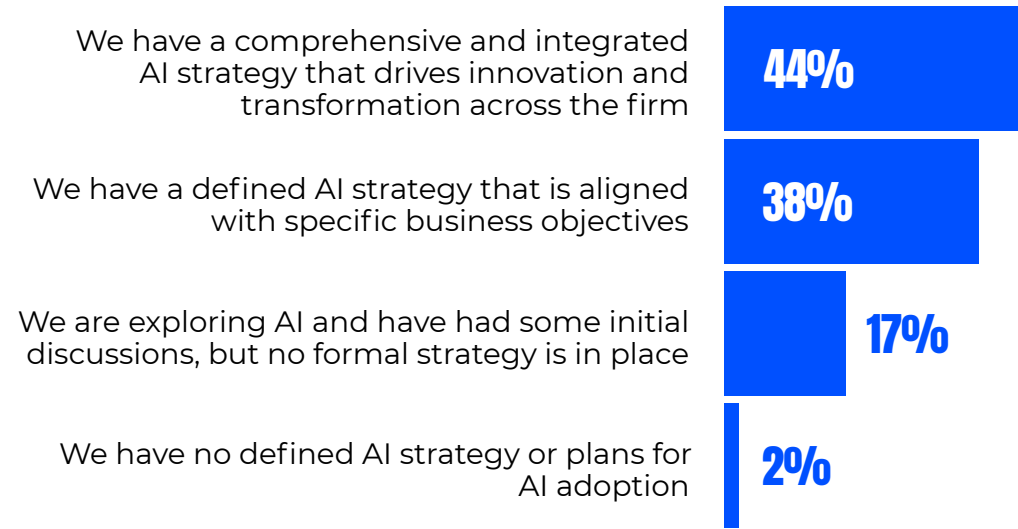 We have a comprehensive and integrated
AI strategy that drives innovation and
transformation across the firm
44%
We have a defined AI strategy that is aligned
with specific business objectives
38%
We are exploring AI and have had some initial
discussions, but no formal strategy is in place
17%
We have no defined AI strategy or plans for
AI adoption
2%